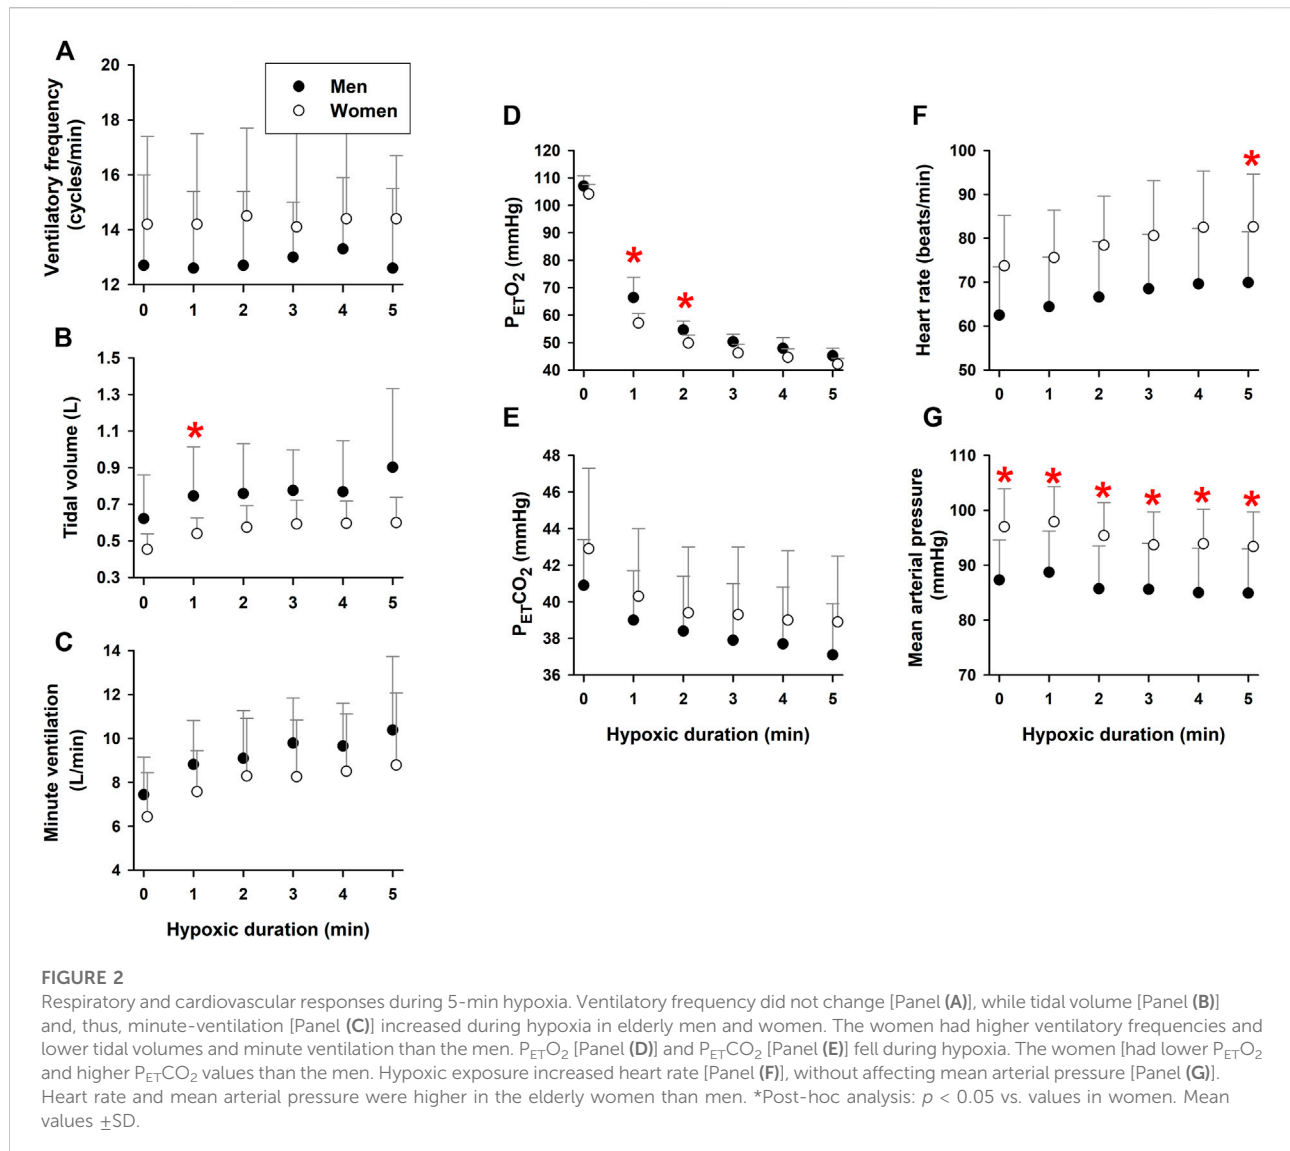 A
Ventilatory frequency
(cycles/min)
20
18
16
14
12
0 1 2 3 4 5
Men
Women
B
Tidal volume (L)
1.5
1.3
1.1
0.9
0.7
0.5
0.3
*
0 1 2 3 4 5
C
Minute ventilation
(L/min)
14
12
10
8
6
4
0 1 2 3 4 5
Hypoxic duration (min)
D
PETO2 (mmHg)
120
110
100
90
80
70
60
50
40
* *
0 1 2 3 4 5
E
PETCO2 (mmHg)
48
46
44
42
40
38
36
0 1 2 3 4 5
Hypoxic duration (min)
F
Heart rate (beats/min)
100
90
80
70
60
50
*
0 1 2 3 4 5
G
Mean arterial pressure
(mmHg)
110
100
90
80
70
* * * * * *
0 1 2 3 4 5
Hypoxic duration (min)
FIGURE 2
Respiratory and cardiovascular responses during 5-min hypoxia. Ventilatory frequency did not change [Panel (A)], while tidal volume [Panel (B)]
and, thus, minute-ventilation [Panel (C)] increased during hypoxia in elderly men and women. The women had higher ventilatory frequencies and
lower tidal volumes and minute ventilation than the men. PETO2 [Panel (D)] and PETCO2 [Panel (E)] fell during hypoxia. The women [had lower PETO2
and higher PETCO2 values than the men. Hypoxic exposure increased heart rate [Panel (F)], without affecting mean arterial pressure [Panel (G)].
Heart rate and mean arterial pressure were higher in the elderly women than men. *Post-hoc analysis: p < 0.05 vs. values in women. Mean
values ±SD.